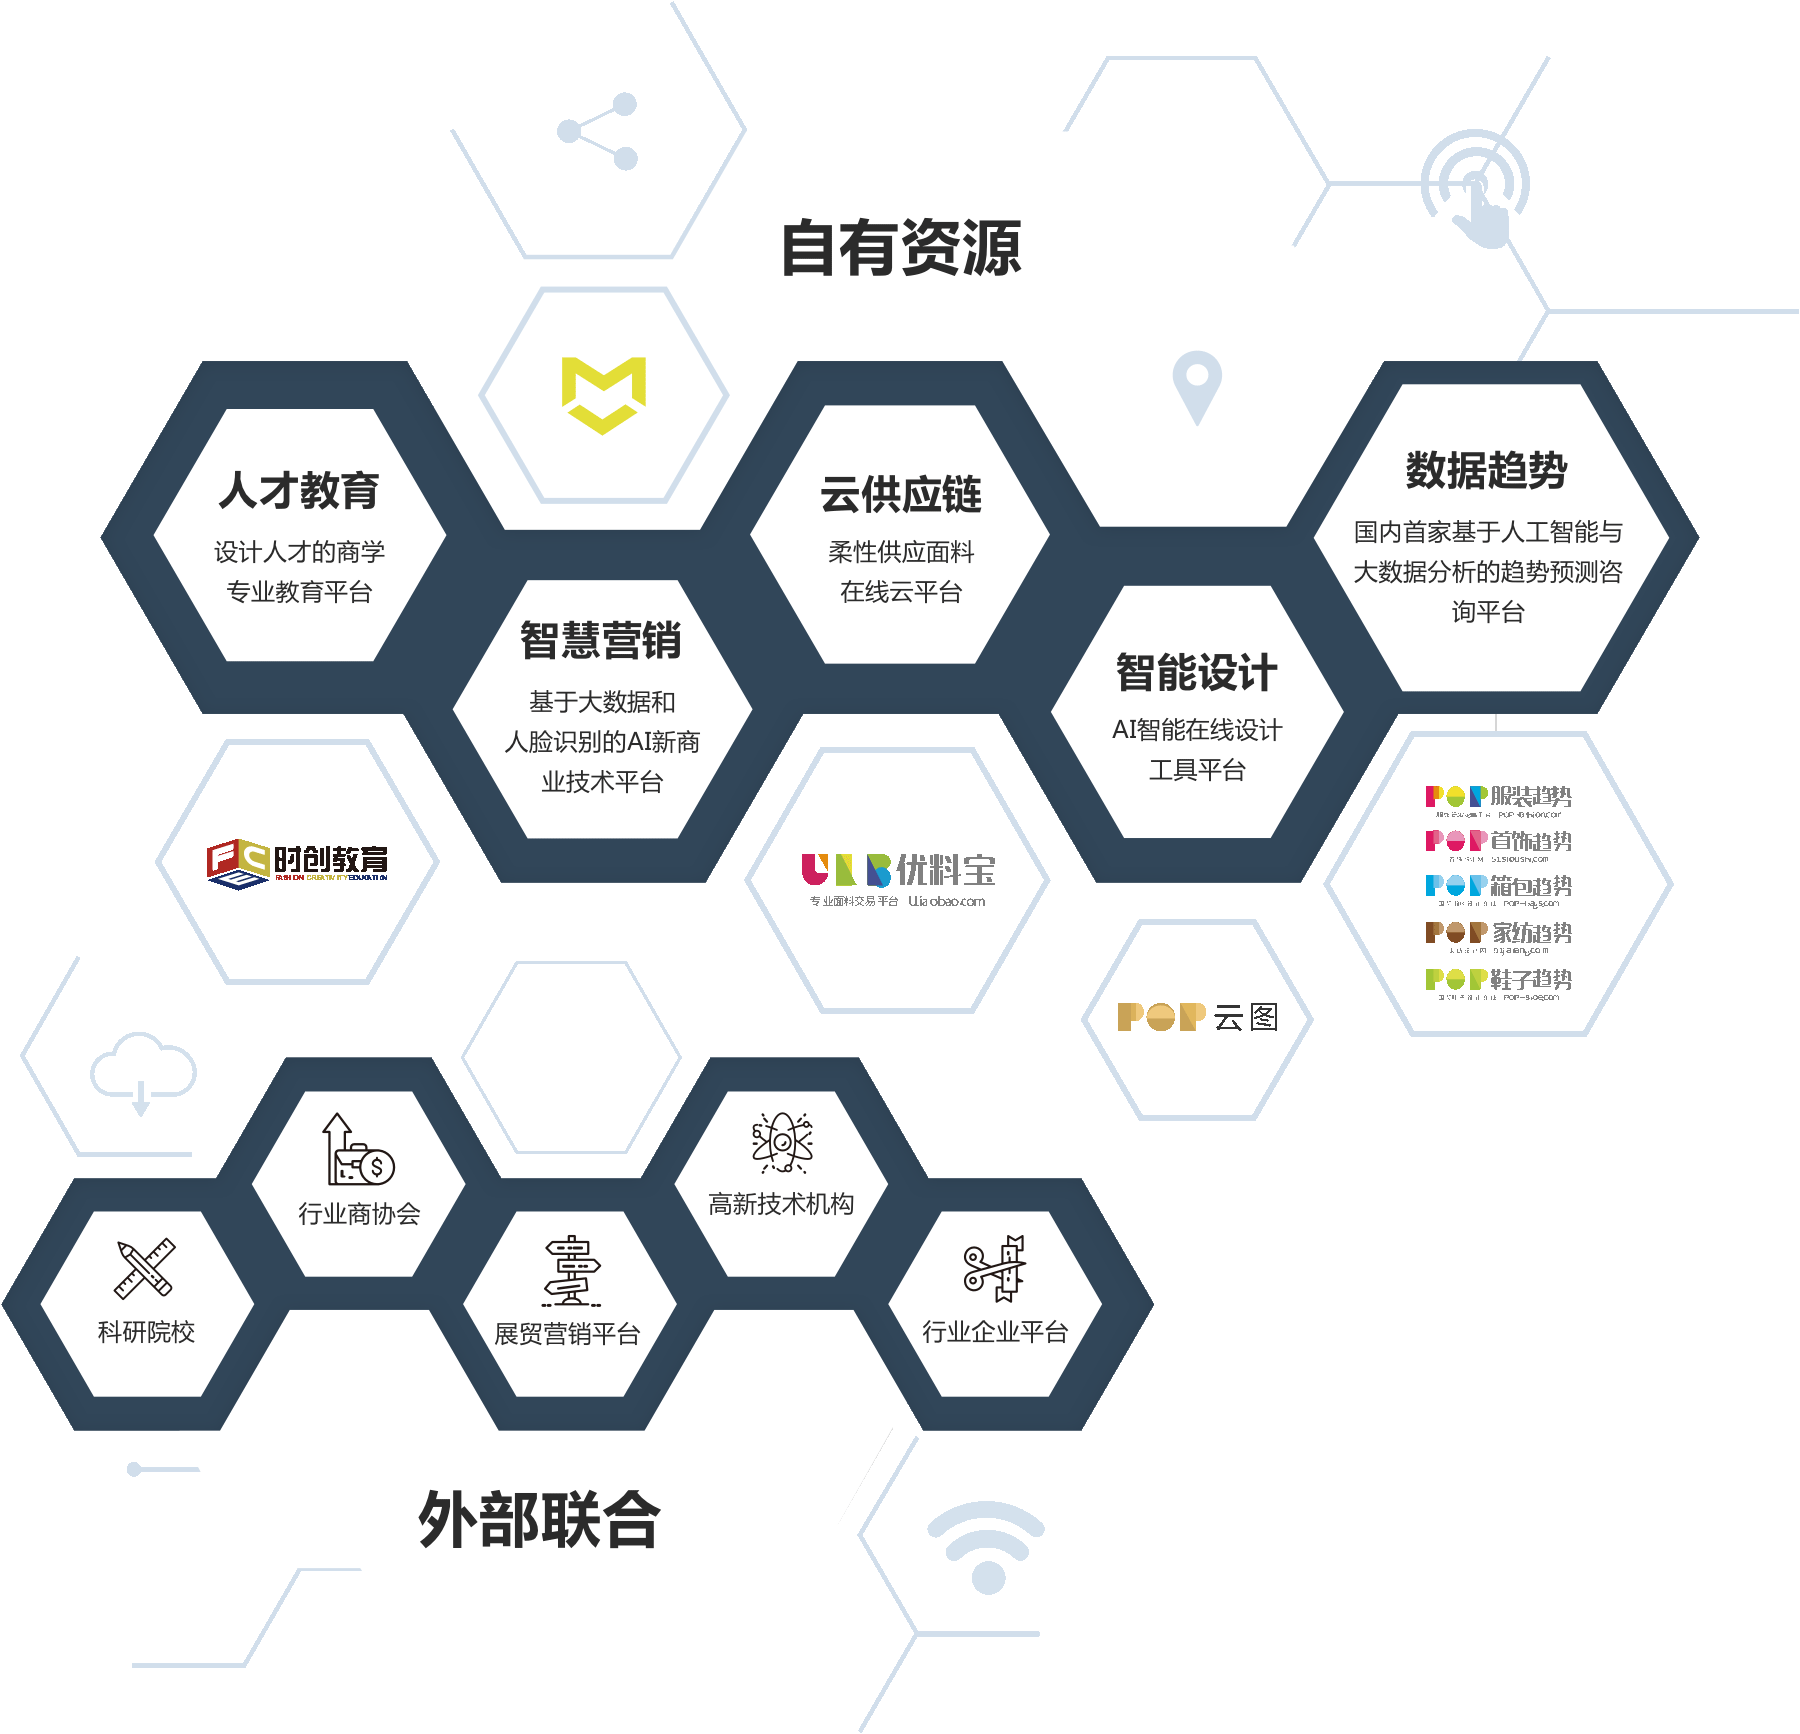 自有资源
人才教育
设计人才的商学
专业教育平台
智慧营销
基于大数据和
人脸识别的AI新商
业技术平台
云供应链
柔性供应面料
在线云平台
智能设计
AI智能在线设计
工具平台
数据趋势
国内首家基于人工智能与
大数据分析的趋势预测咨
询平台
FCE时创教育
FASHION CREATIVITY EDUCATION
优料宝
专业面料交易平台 Uliaobao.com
POP云图
POP服装趋势
POP首饰趋势
POP箱包趋势
POP家纺趋势
POP鞋子趋势
科研院校
行业商协会
展贸营销平台
高新技术机构
行业企业平台
外部联合